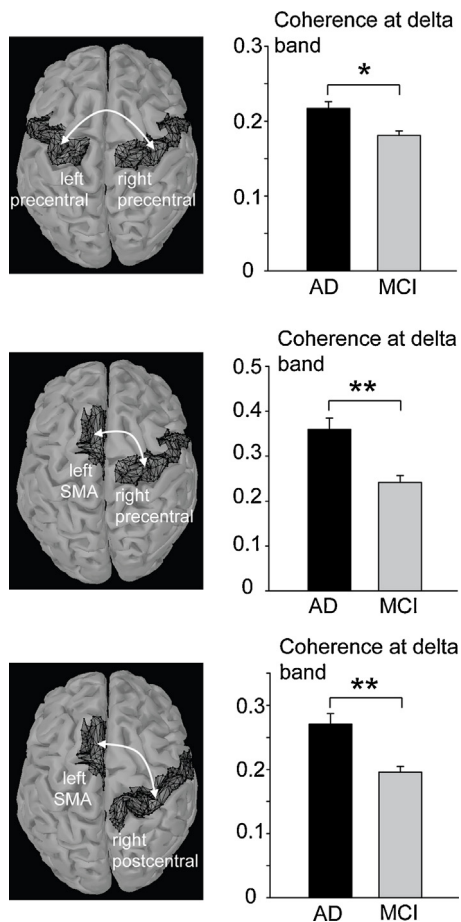 Coherence at delta
band
0.3
*
0.2
left
precentral
right
precentral
0.1
0
AD
MCI
Coherence at delta
band
0.5
0.4
**
0.3
left
SMA
right
precentral
0.2
0.1
0
AD
MCI
Coherence at delta
band
0.3
**
0.2
left
SMA
right
postcentral
0.1
0
AD
MCI